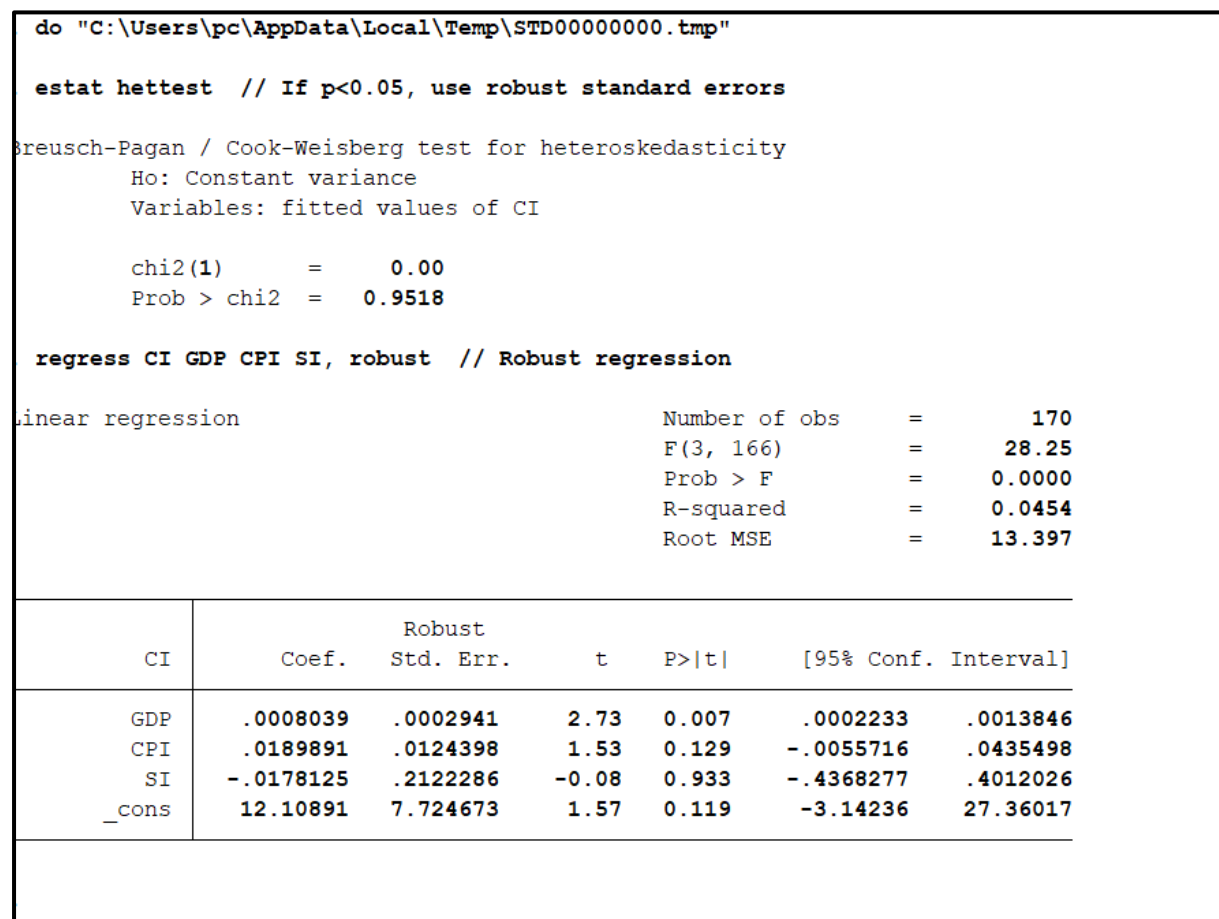 . do "C:\Users\pc\AppData\Local\Temp\STD00000000.tmp"
. estat hettest  // If p<0.05, use robust standard errors
Breusch-Pagan / Cook-Weisberg test for heteroskedasticity
Ho: Constant variance
Variables: fitted values of CI
chi2(1)      =     0.00
Prob > chi2  =   0.9518
. regress CI GDP CPI SI, robust  // Robust regression
Linear regression                               Number of obs     =        170
F(3, 166)         =      28.25
Prob > F          =     0.0000
R-squared         =     0.0454
Root MSE          =     13.397
Robust
CI       Coef.   Std. Err.      t    P>|t|     [95% Conf. Interval]
GDP    .0008039   .0002941     2.73   0.007     .0002233    .0013846
CPI    .0189891   .0124398     1.53   0.129    -.0055716    .0435498
SI   -.0178125   .2122286    -0.08   0.933    -.4368277    .4012026
_cons    12.10891   7.724673     1.57   0.119     -3.14236    27.36017